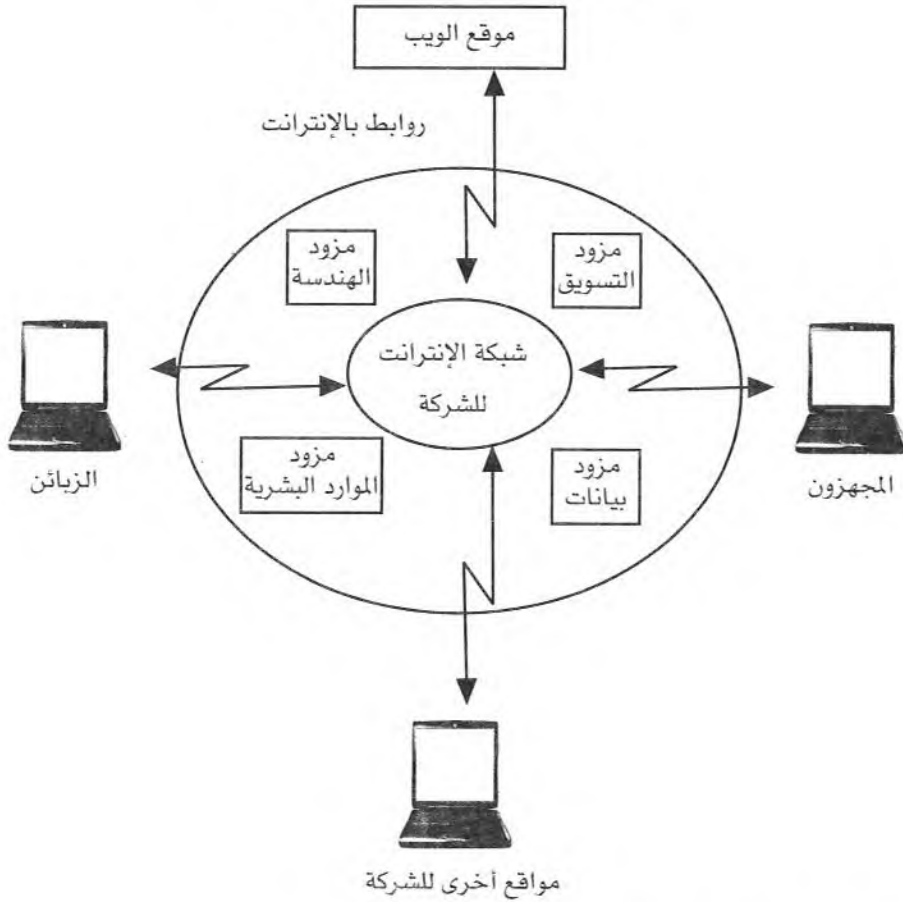 موقع الويب
روابط بالإنترانت
مزود
الهندسة
مزود
التسويق
شبكة الإنترانت
للشركة
الزبائن
المجهزون
مزود
الموارد البشرية
مزود
بيانات
مواقع أخرى للشركة